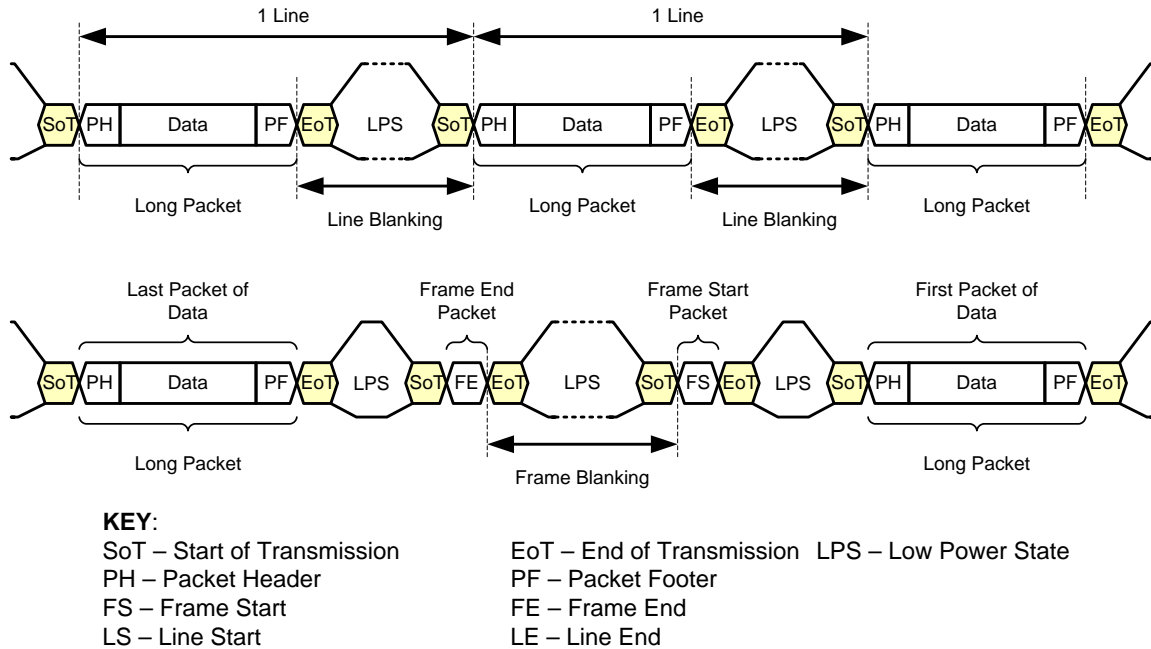 1 Line 1 Line
SoT PH Data PF EoT LPS SoT PH Data PF EoT LPS SoT PH Data PF EoT
Long Packet Line Blanking Long Packet Line Blanking Long Packet
Last Packet of Data Frame End Packet Frame Start Packet First Packet of Data
SoT PH Data PF EoT LPS SoT FE EoT LPS SoT FS EoT LPS SoT PH Data PF EoT
Long Packet Frame Blanking Long Packet
KEY:
SoT – Start of Transmission EoT – End of Transmission LPS – Low Power State
PH – Packet Header PF – Packet Footer
FS – Frame Start FE – Frame End
LS – Line Start LE – Line End